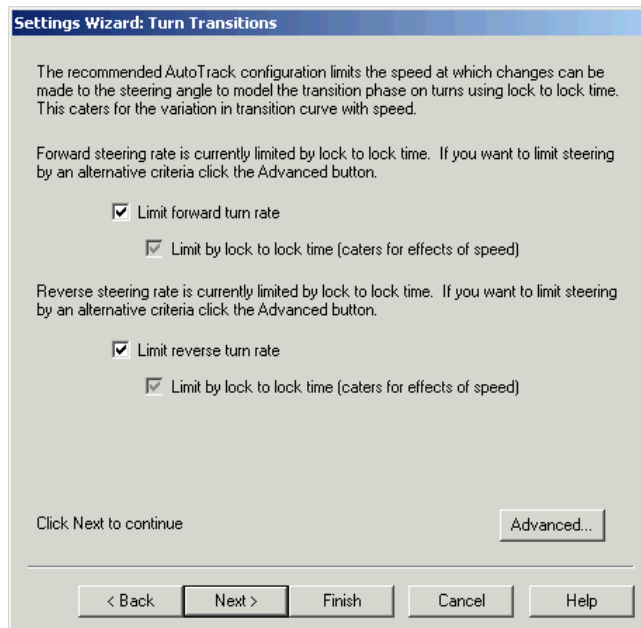 Settings Wizard: Turn Transitions
The recommended AutoTrack configuration limits the speed at which changes can be
made to the steering angle to model the transition phase on turns using lock to lock time.
This caters for the variation in transition curve with speed.
Forward steering rate is currently limited by lock to lock time. If you want to limit steering
by an alternative criteria click the Advanced button.
Limit forward turn rate
Limit by lock to lock time (caters for effects of speed)
Reverse steering rate is currently limited by lock to lock time. If you want to limit steering
by an alternative criteria click the Advanced button.
Limit reverse turn rate
Limit by lock to lock time (caters for effects of speed)
Click Next to continue
Advanced...
< Back
Next >
Finish
Cancel
Help